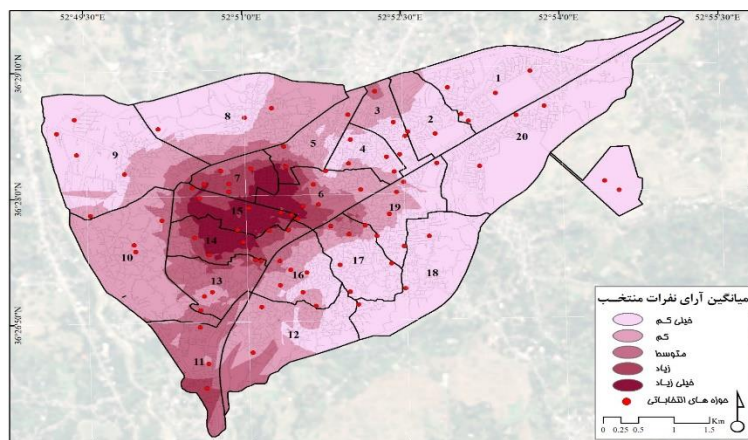 52°49'30"E 52°51'0"E 52°52'30"E 52°54'0"E 52°55'30"E
36°29'10"N
36°28'0"N
36°26'50"N
1
2
3
20
8
5
4
9
7
6
15
19
14
10
17
18
13
16
12
11
میانگین آرای نفرات منتخب
خیلی کم
کم
متوسط
زیاد
خیلی زیاد
حوزه های انتخاباتی
Km
0 0.25 0.5 1 1.5